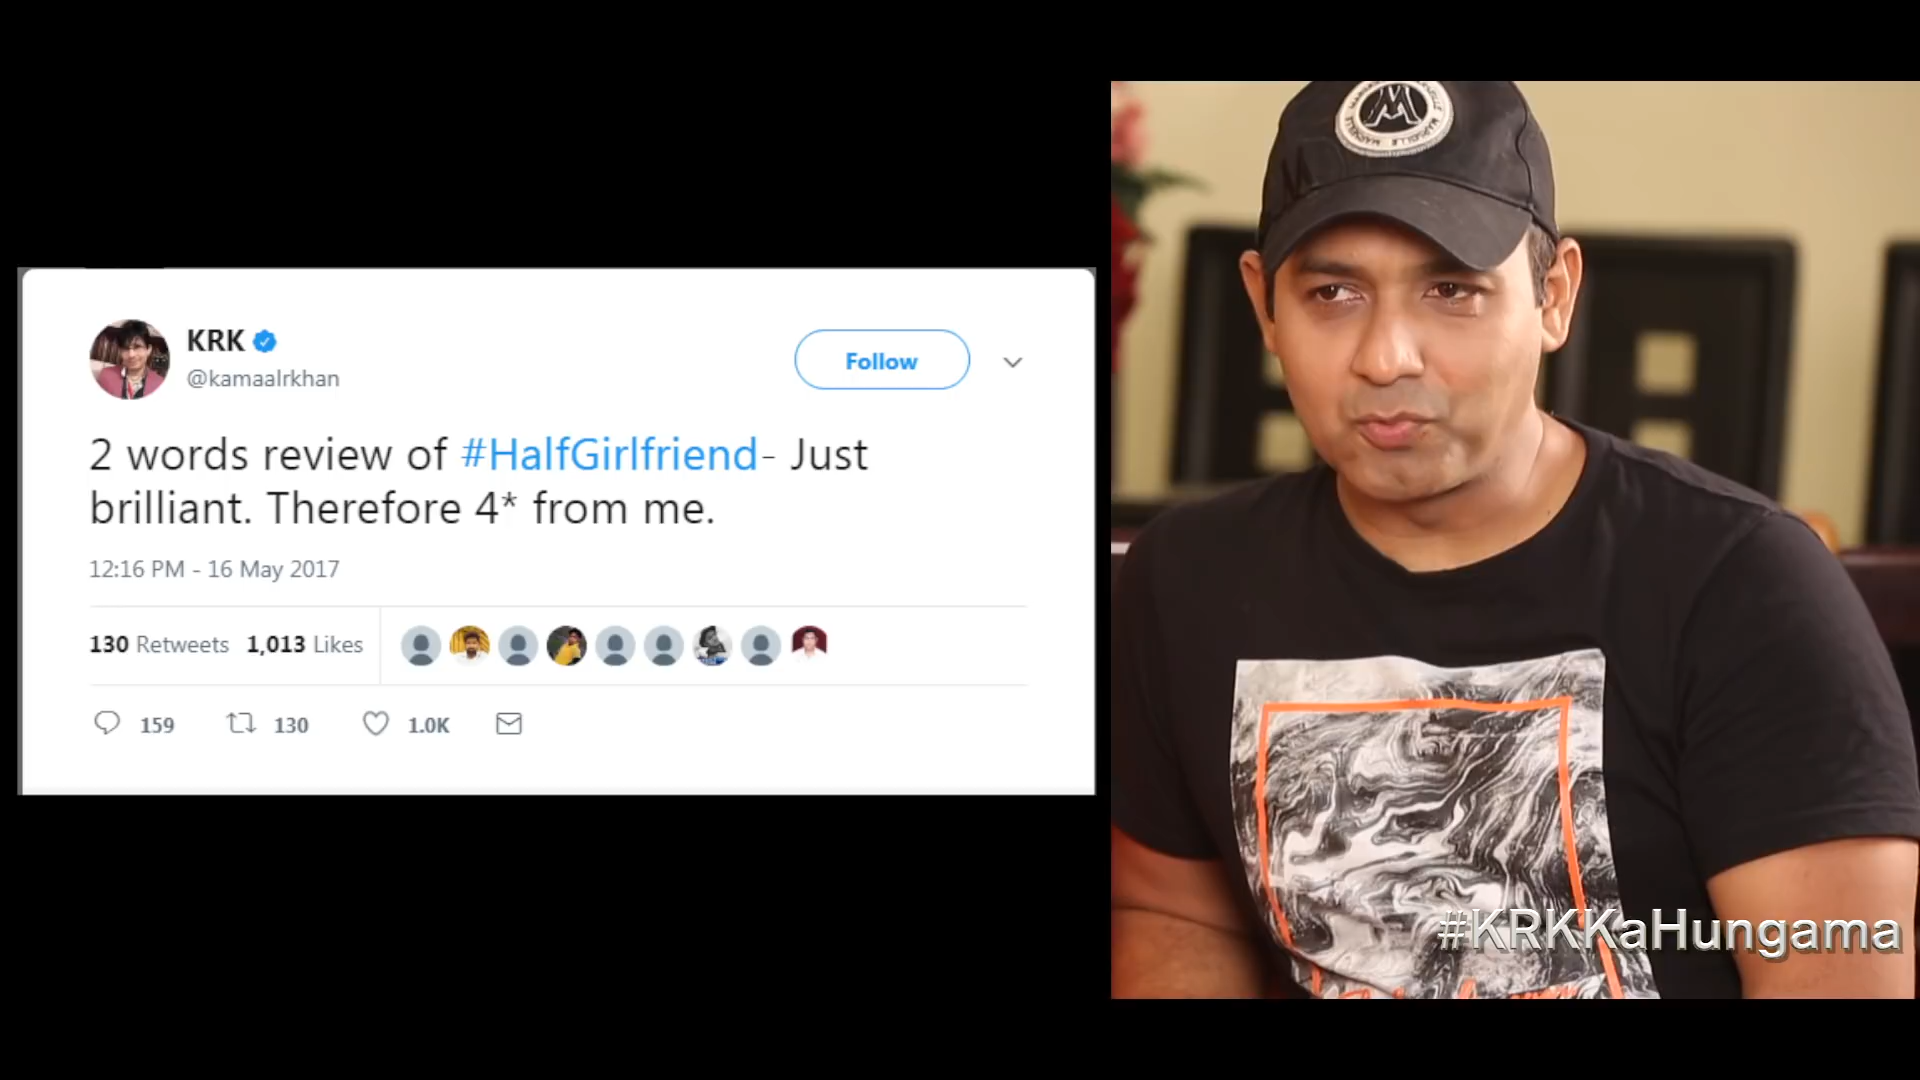 KRK
@kamaalrkhan
Follow
2 words review of #HalfGirlfriend- Just
brilliant. Therefore 4* from me.
12:16 PM - 16 May 2017
130 Retweets 1,013 Likes
159 130 1.0K
M
#KRKKaHungama